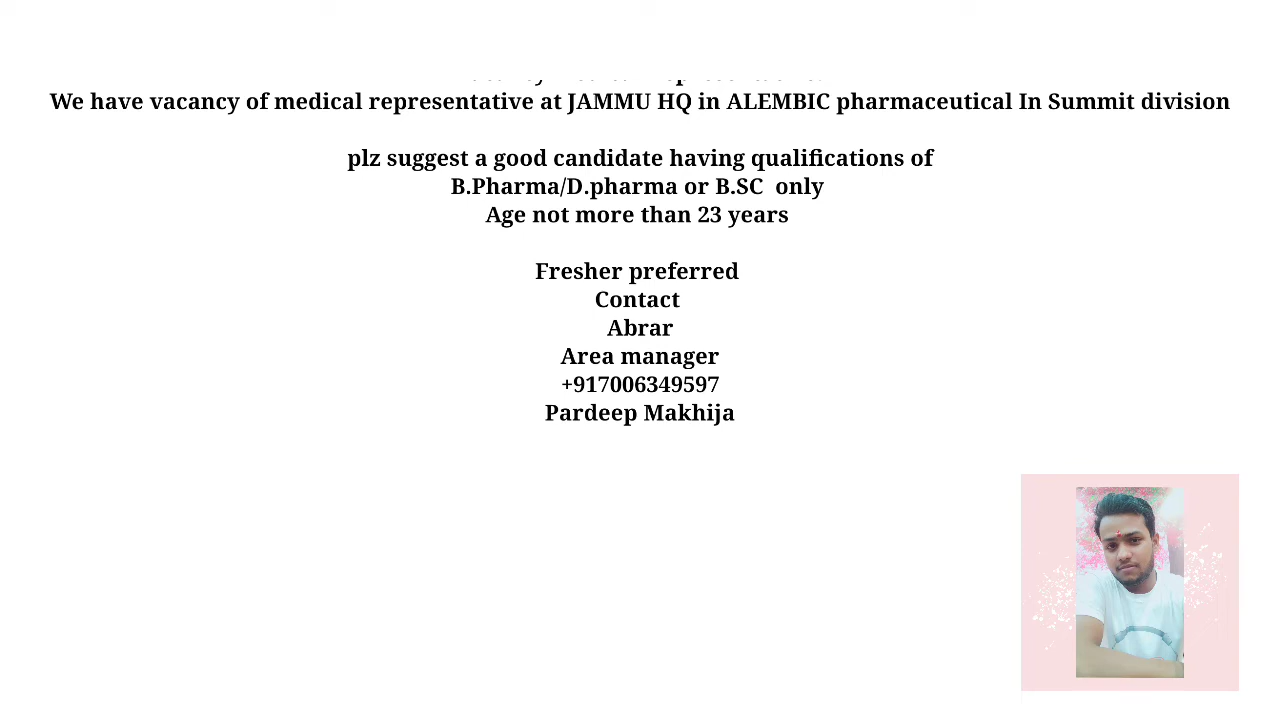 We have vacancy of medical representative at JAMMU HQ in ALEMBIC pharmaceutical In Summit division
plz suggest a good candidate having qualifications of
B.Pharma/D.pharma or B.SC only
Age not more than 23 years
Fresher preferred
Contact
Abrar
Area manager
+917006349597
Pardeep Makhija